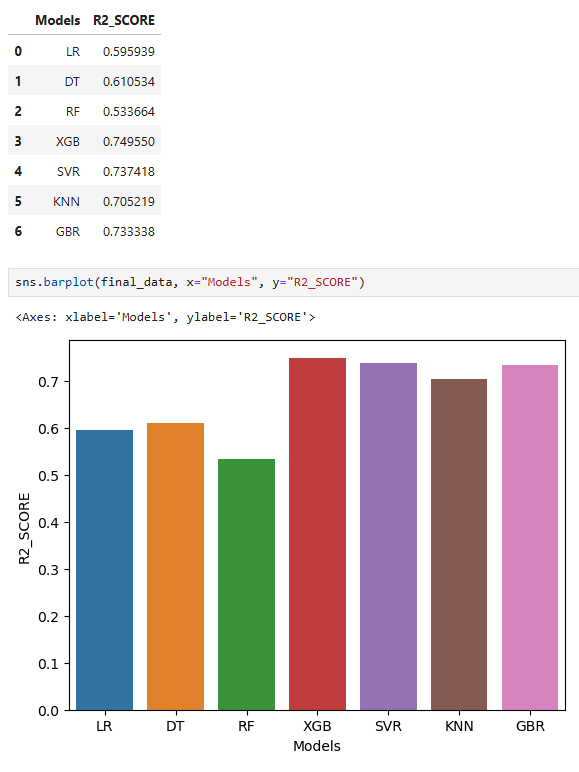 Models R2_SCORE
0 LR 0.595939
1 DT 0.610534
2 RF 0.533664
3 XGB 0.749550
4 SVR 0.737418
5 KNN 0.705219
6 GBR 0.733338
sns.barplot(final_data, x="Models", y="R2_SCORE")
<Axes: xlabel='Models', ylabel='R2_SCORE'>
0.7
0.6
0.5
0.4
0.3
0.2
0.1
0.0
R2_SCORE
LR DT RF XGB SVR KNN GBR
Models